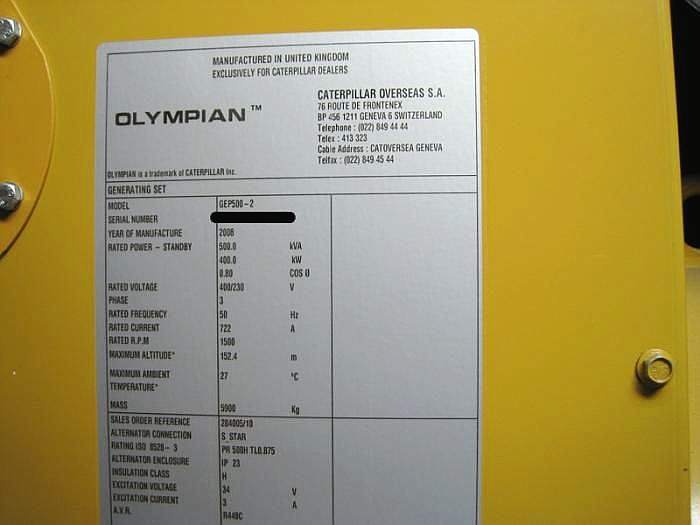 MANUFACTURED IN UNITED KINGDOM
EXCLUSIVELY FOR CATERPILLAR DEALERS
OLYMPIAN ™
CATERPILLAR OVERSEAS S.A.
76 ROUTE DE FRONTENEX
BP 456 1211 GENEVA 6 SWITZERLAND
Telephone : (022) 849 44 44
Telex : 413 323
Cable Address : CATOVERSEA GENEVA
Telfax : (022) 849 45 44
OLYMPIAN is a trademark of CATERPILLAR Inc.
GENERATING SET
MODEL GEP500-2
SERIAL NUMBER
YEAR OF MANUFACTURE 2008
RATED POWER - STANDBY 500.0 kVA
400.0 kW
0.80 COS Ø
RATED VOLTAGE 400/230 V
PHASE 3
RATED FREQUENCY 50 Hz
RATED CURRENT 722 A
RATED R.P.M 1500
MAXIMUM ALTITUDE* 152.4 m
MAXIMUM AMBIENT 27 °C
TEMPERATURE*
MASS 5900 Kg
SALES ORDER REFERENCE 284005/10
ALTERNATOR CONNECTION S_STAR
RATING ISO 8528- 3 PR 500H TL0.875
ALTERNATOR ENCLOSURE IP 23
INSULATION CLASS H
EXCITATION VOLTAGE 34 V
EXCITATION CURRENT 3 A
A.V.R. R448C